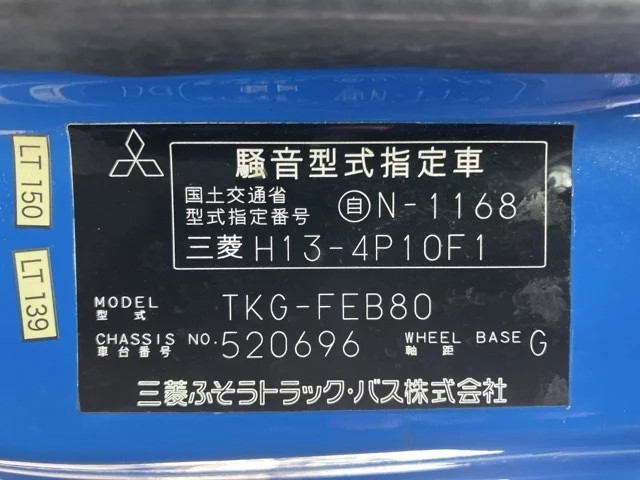 騒音型式指定車
国土交通省
型式指定番号 自N-1168
三菱 H13-4P10F1
MODEL
型式 TKG-FEB80
CHASSIS NO.
車台番号 520696
WHEEL BASE
軸距 G
三菱ふそうトラック・バス株式会社
LT 150
LT 139